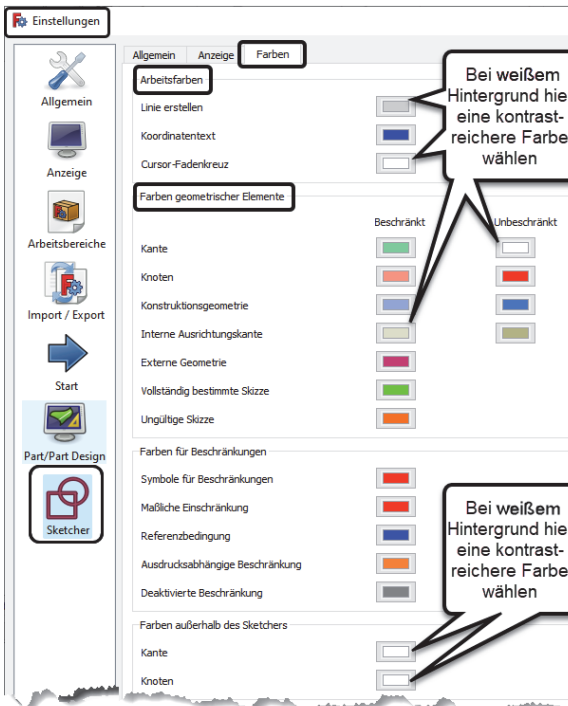 Einstellungen
Allgemein
Anzeige
Arbeitsbereiche
Import / Export
Start
Part/Part Design
Sketcher
Allgemein Anzeige Farben
Arbeitsfarben
Linie erstellen
Koordinatentext
Cursor-Fadenkreuz
Bei weißem
Hintergrund hie
eine kontrast-
reichere Farbe
wählen
Farben geometrischer Elemente
Beschränkt Unbeschränkt
Kante
Knoten
Konstruktionsgeometrie
Interne Ausrichtungskante
Externe Geometrie
Vollständig bestimmte Skizze
Ungültige Skizze
Farben für Beschränkungen
Symbole für Beschränkungen
Maßliche Einschränkung
Referenzbedingung
Ausdrucksabhängige Beschränkung
Deaktivierte Beschränkung
Bei weißem
Hintergrund hie
eine kontrast-
reichere Farbe
wählen
Farben außerhalb des Sketchers
Kante
Knoten